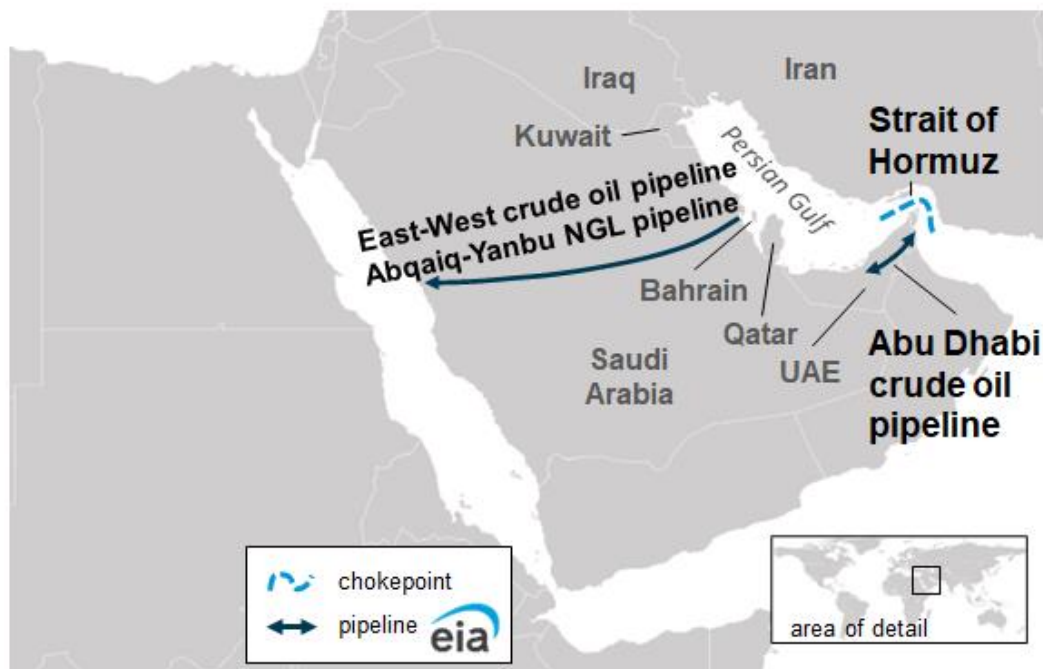 Iraq
Iran
Kuwait
Strait of
Hormuz
Persian Gulf
East-West crude oil pipeline
Abqaiq-Yanbu NGL pipeline
Bahrain
Qatar
UAE
Saudi
Arabia
Abu Dhabi
crude oil
pipeline
chokepoint
pipeline
eia
area of detail